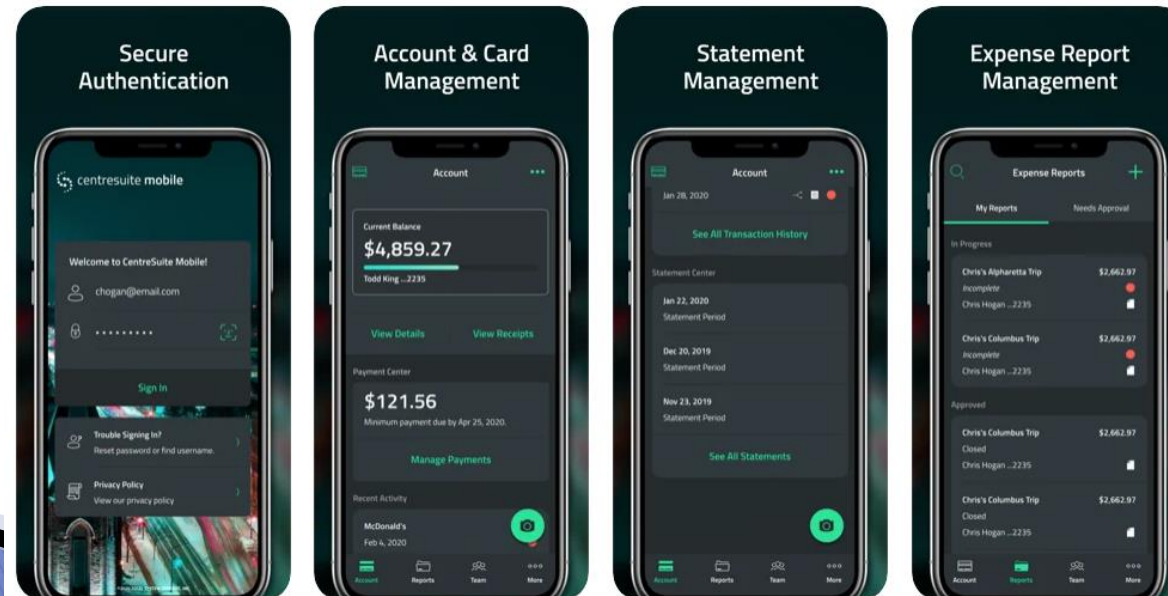 Secure
Authentication
centresuite mobile
Welcome to CentreSuite Mobile!
chogan@email.com
Sign In
Trouble Signing In?
Reset password or find username.
Privacy Policy
View our privacy policy
Account & Card
Management
Account
Current Balance
$4,859.27
Todd King ...2235
View Details View Receipts
Payment Center
$121.56
Minimum payment due by Apr 25, 2020.
Manage Payments
Recent Activity
McDonald's
Feb 4, 2020
Account Reports Team More
Statement
Management
Account
Jan 28, 2020
See All Transaction History
Statement Center
Jan 22, 2020
Statement Period
Dec 20, 2019
Statement Period
Nov 23, 2019
Statement Period
See All Statements
Account Reports Team More
Expense Report
Management
Expense Reports
My Reports Needs Approval
In Progress
Chris's Alpharetta Trip $2,662.97
Incomplete
Chris Hogan ...2235
Chris's Columbus Trip $2,662.97
Incomplete
Chris Hogan ...2235
Approved
Chris's Columbus Trip $2,662.97
Closed
Chris Hogan ...2235
Chris's Columbus Trip $2,662.97
Closed
Chris Hogan ...2235
Account Reports Team More